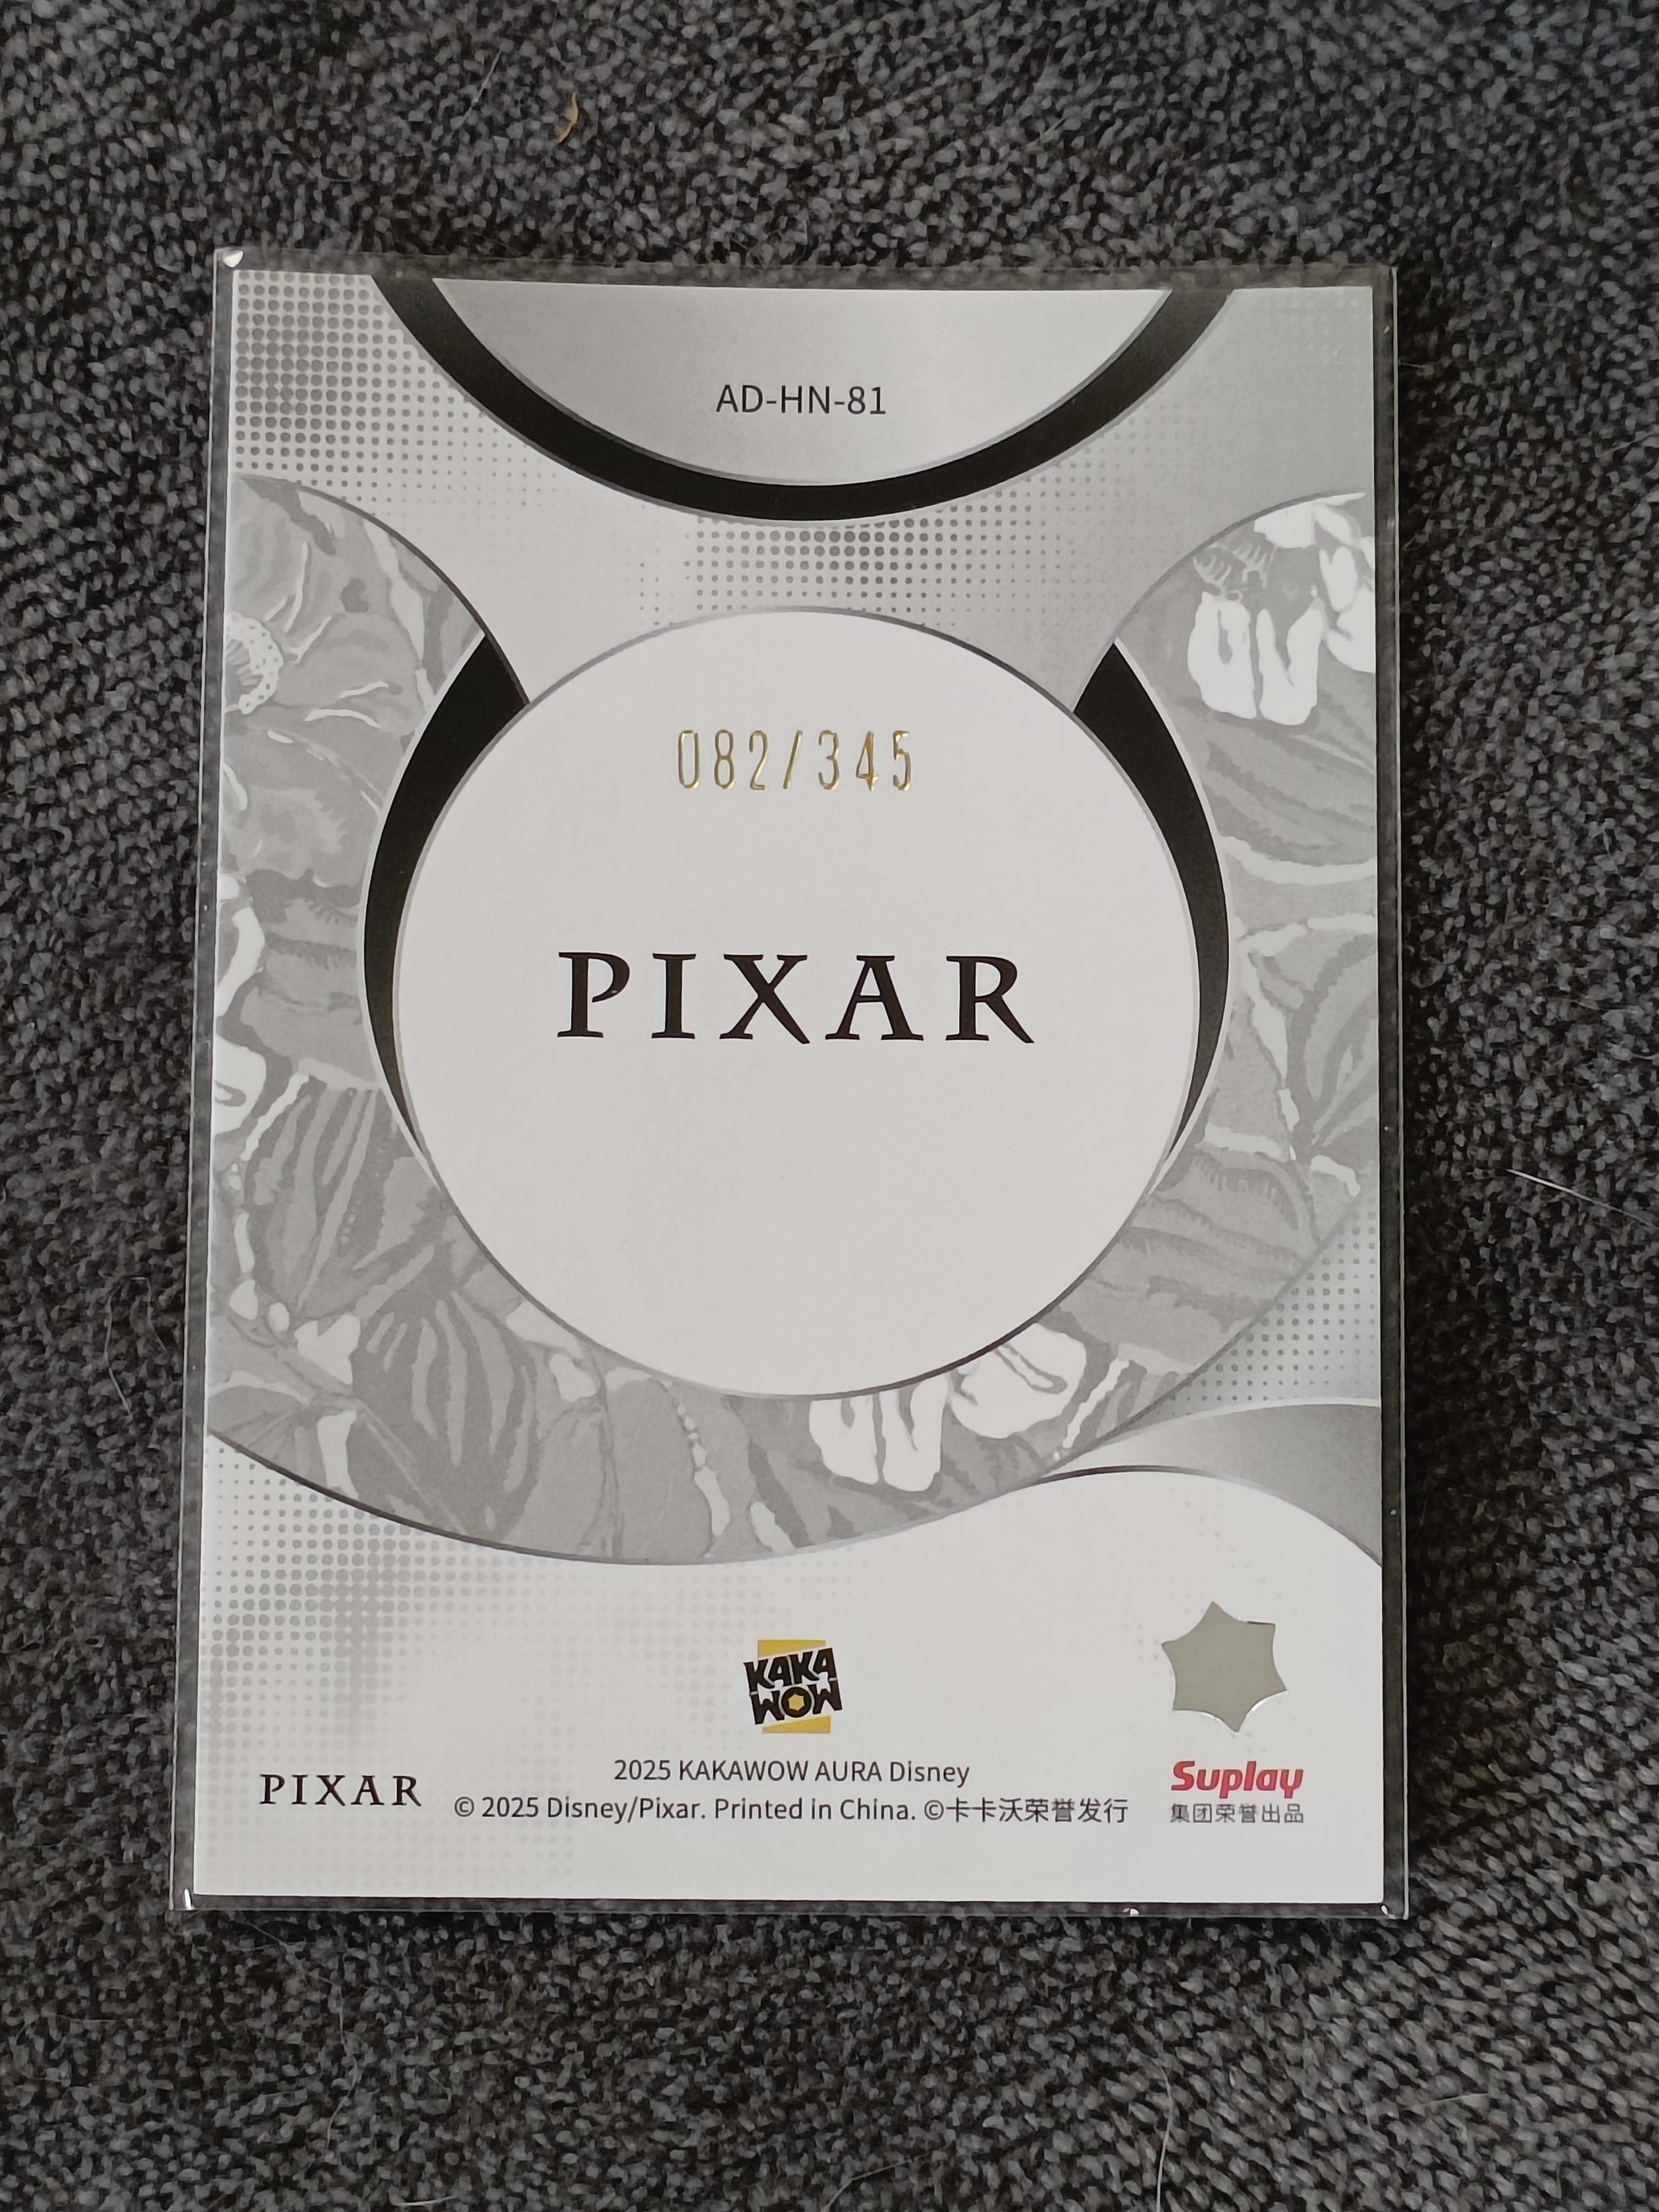 AD-HN-81
082/345
PIXAR
KAKA
WOW
2025 KAKAWOW AURA Disney
PIXAR
© 2025 Disney/Pixar. Printed in China. ©卡卡沃荣誉发行
Suplay
集团荣誉出品